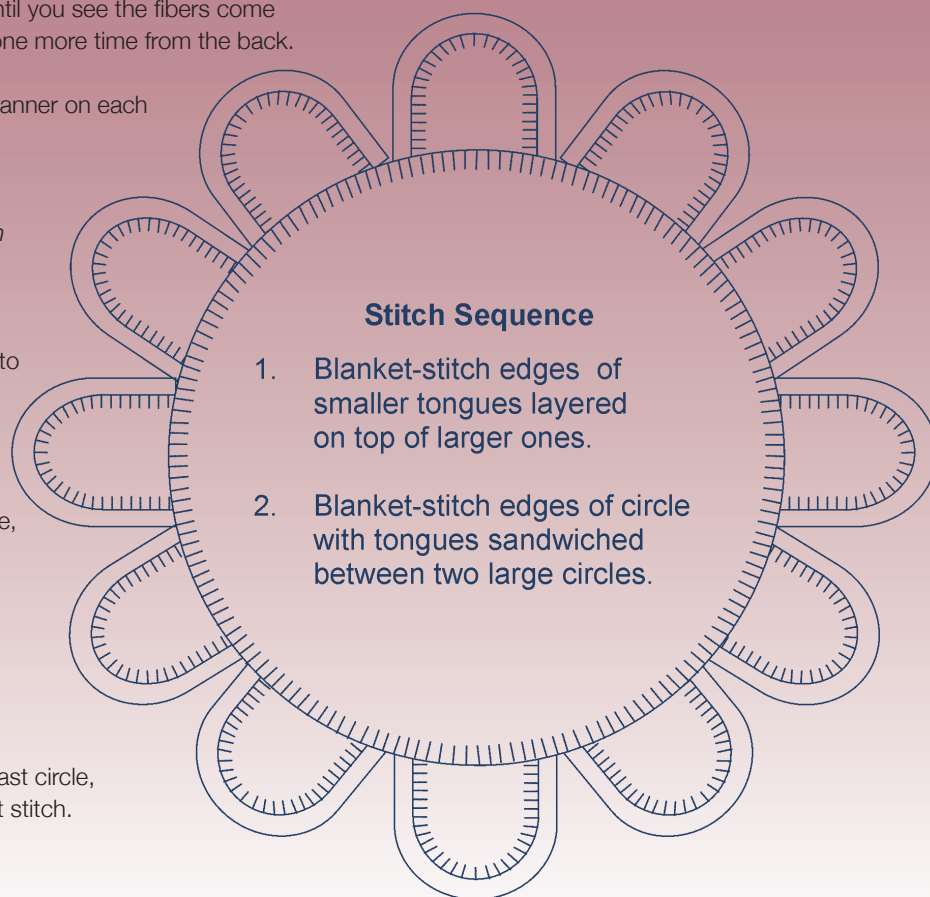 ntil you see the fibers come
one more time from the back.
anner on each
to
e,
ast circle,
t stitch.
Stitch Sequence
1. Blanket-stitch edges of
smaller tongues layered
on top of larger ones.
2. Blanket-stitch edges of circle
with tongues sandwiched
between two large circles.